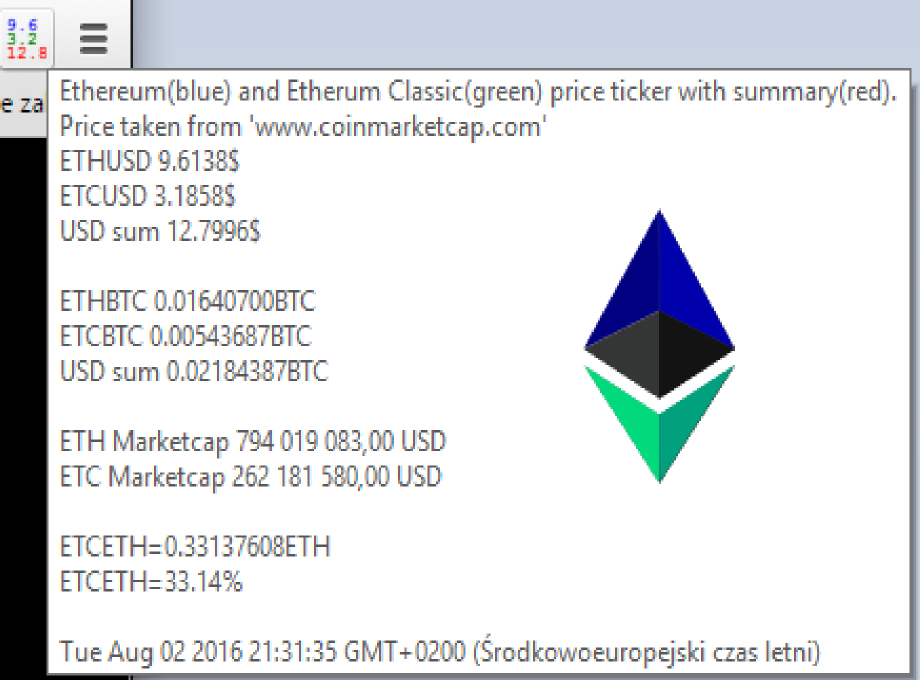 9.6
3.2
12.8
e za
Ethereum(blue) and Etherum Classic(green) price ticker with summary(red).
Price taken from 'www.coinmarketcap.com'
ETHUSD 9.6138$
ETCUSD 3.1858$
USD sum 12.7996$
ETHBTC 0.01640700BTC
ETCBTC 0.00543687BTC
USD sum 0.02184387BTC
ETH Marketcap 794 019 083,00 USD
ETC Marketcap 262 181 580,00 USD
ETCETH=0.33137608ETH
ETCETH=33.14%
Tue Aug 02 2016 21:31:35 GMT+0200 (Środkowoeuropejski czas letni)